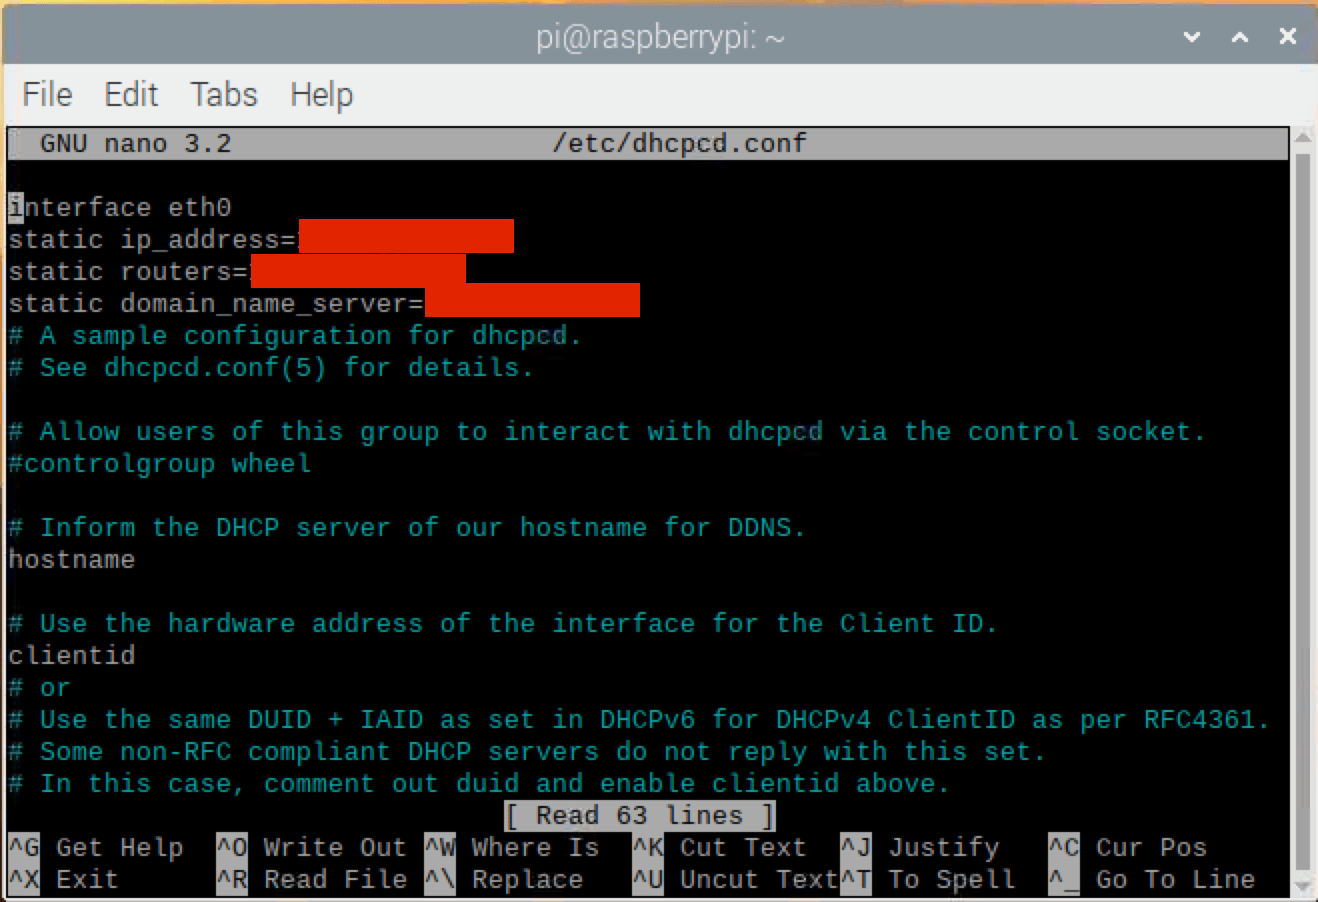 pi@raspberrypi: ~
File Edit Tabs Help
GNU nano 3.2 /etc/dhcpcd.conf
interface eth0
static ip_address=
static routers=
static domain_name_server=
# A sample configuration for dhcpcd.
# See dhcpcd.conf(5) for details.
# Allow users of this group to interact with dhcpcd via the control socket.
#controlgroup wheel
# Inform the DHCP server of our hostname for DDNS.
hostname
# Use the hardware address of the interface for the Client ID.
clientid
# or
# Use the same DUID + IAID as set in DHCPv6 for DHCPv4 ClientID as per RFC4361.
# Some non-RFC compliant DHCP servers do not reply with this set.
# In this case, comment out duid and enable clientid above.
[ Read 63 lines ]
^G Get Help ^O Write Out ^W Where Is ^K Cut Text ^J Justify ^C Cur Pos
^X Exit ^R Read File ^\ Replace ^U Uncut Text ^T To Spell ^_ Go To Line